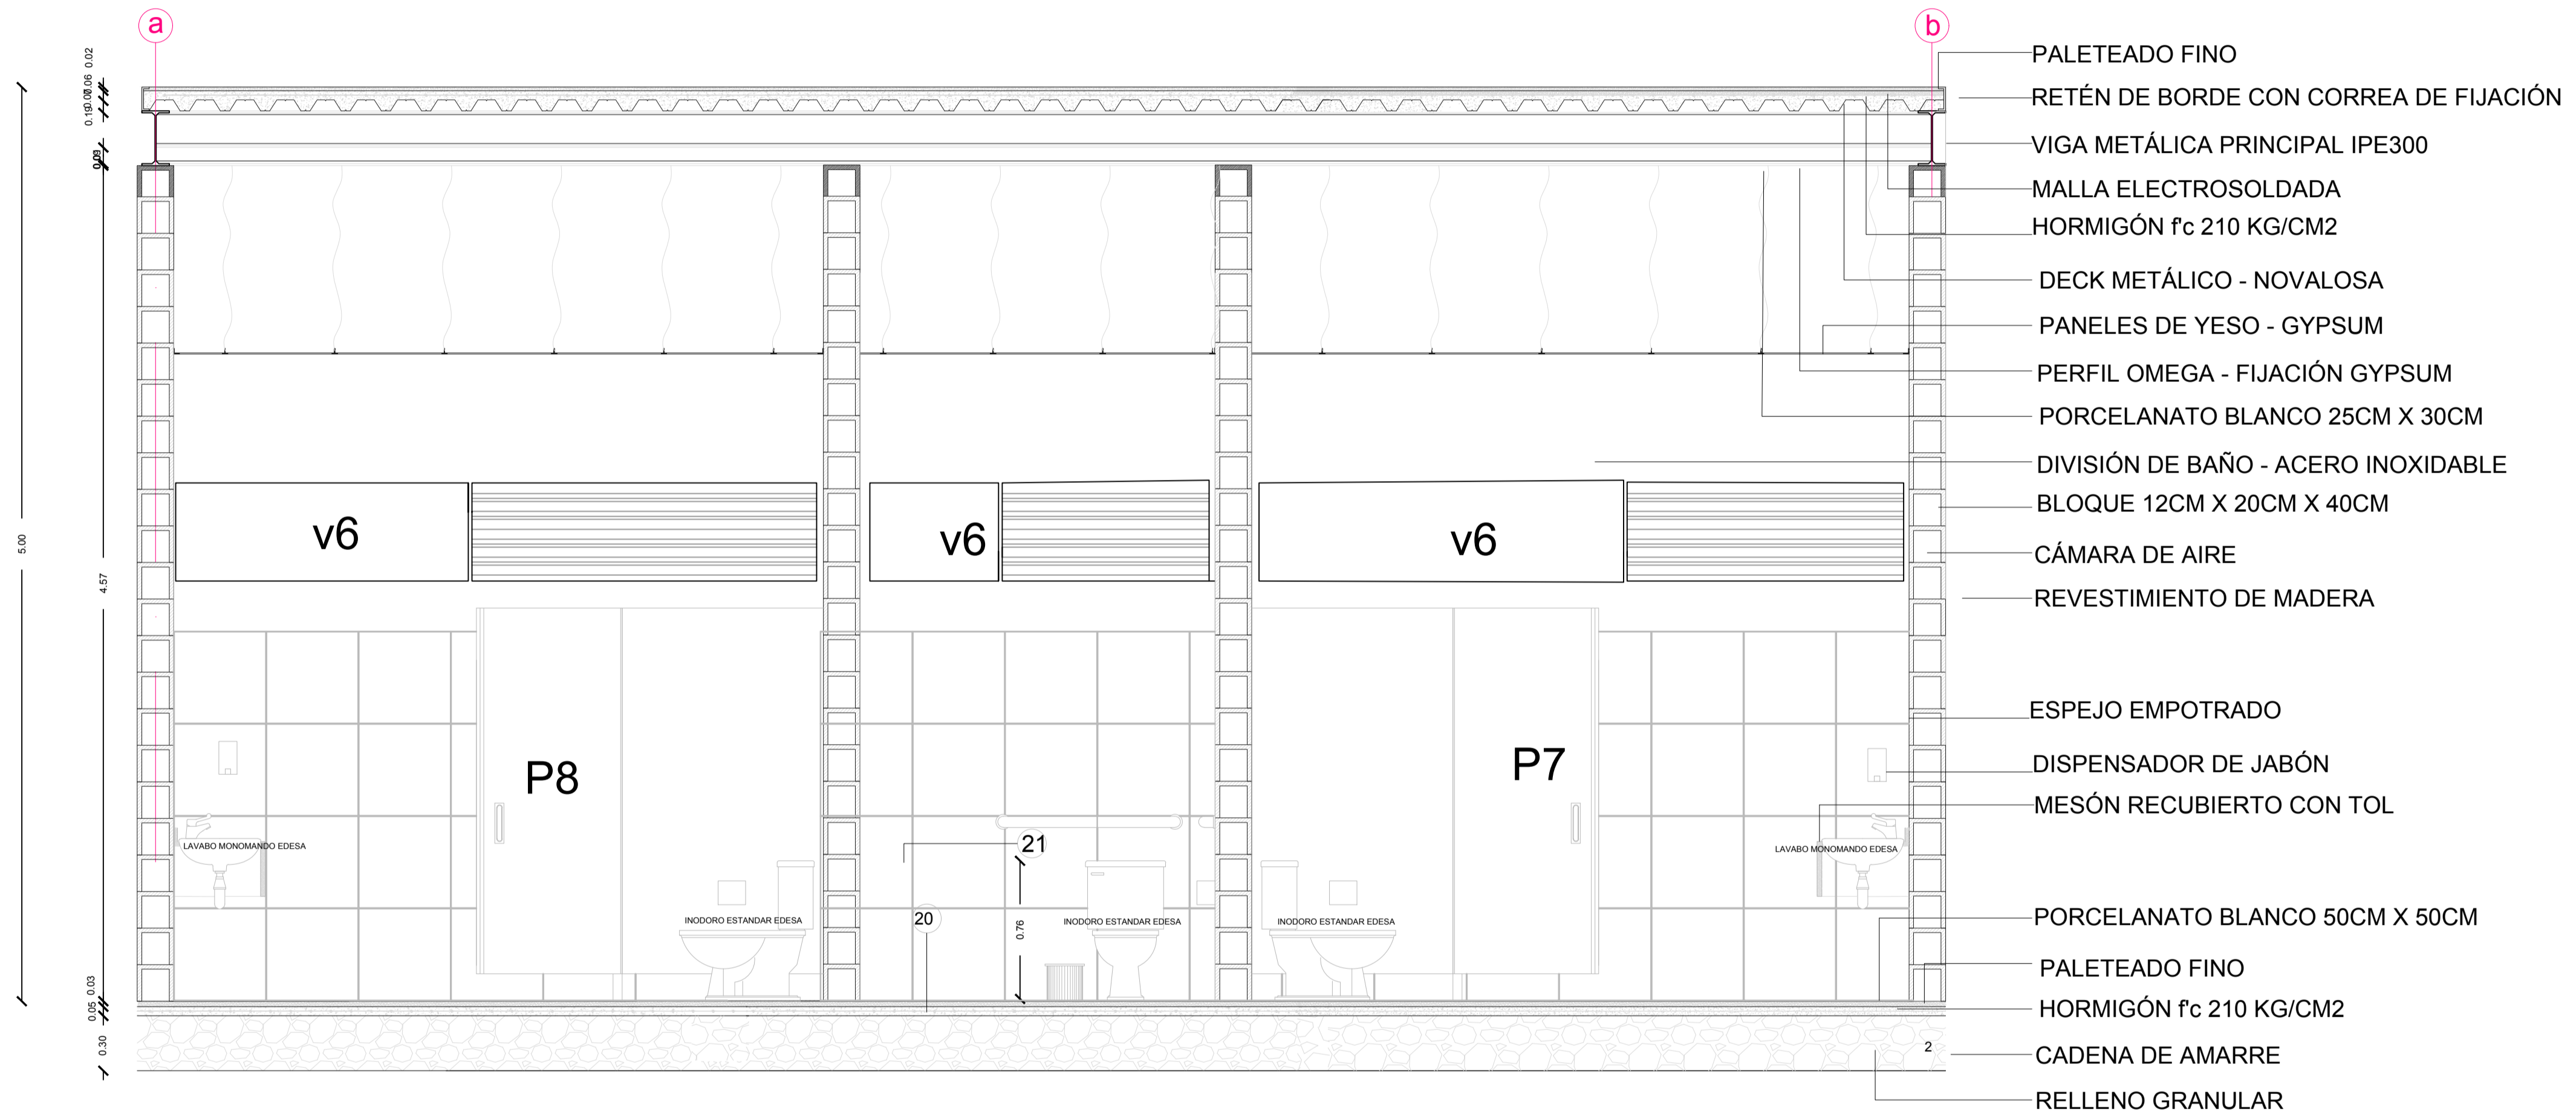 a
b
PALETEADO FINO
RETÉN DE BORDE CON CORREA DE FIJACIÓN
VIGA METÁLICA PRINCIPAL IPE300
MALLA ELECTROSOLDADA
HORMIGÓN f'c 210 KG/CM2
DECK METÁLICO - NOVALOSA
PANELES DE YESO - GYPSUM
PERFIL OMEGA - FIJACIÓN GYPSUM
PORCELANATO BLANCO 25CM X 30CM
DIVISIÓN DE BAÑO - ACERO INOXIDABLE
BLOQUE 12CM X 20CM X 40CM
CÁMARA DE AIRE
REVESTIMIENTO DE MADERA
ESPEJO EMPOTRADO
DISPENSADOR DE JABÓN
MESÓN RECUBIERTO CON TOL
PORCELANATO BLANCO 50CM X 50CM
PALETEADO FINO
HORMIGÓN f'c 210 KG/CM2
CADENA DE AMARRE
RELLENO GRANULAR
0.02
0.06
0.19
5.00
4.57
0.03
0.05
0.30
v6
v6
v6
P8
P7
LAVABO MONOMANDO EDESA
LAVABO MONOMANDO EDESA
21
20
0.76
INODORO ESTANDAR EDESA
INODORO ESTANDAR EDESA
INODORO ESTANDAR EDESA
2